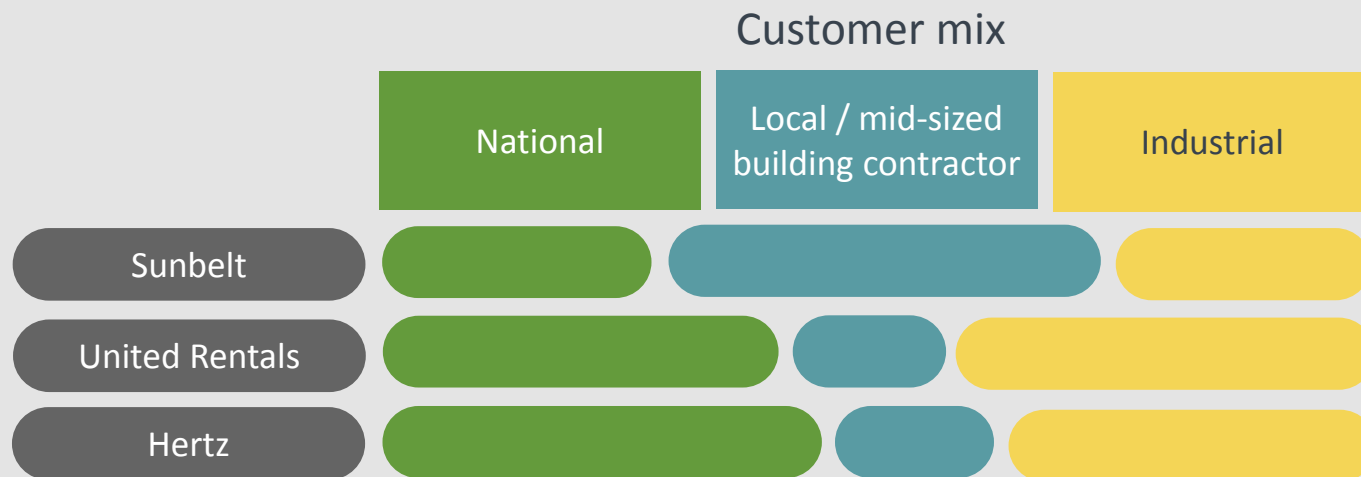 Customer mix
National
Local / mid-sized
building contractor
Industrial
Sunbelt
United Rentals
Hertz